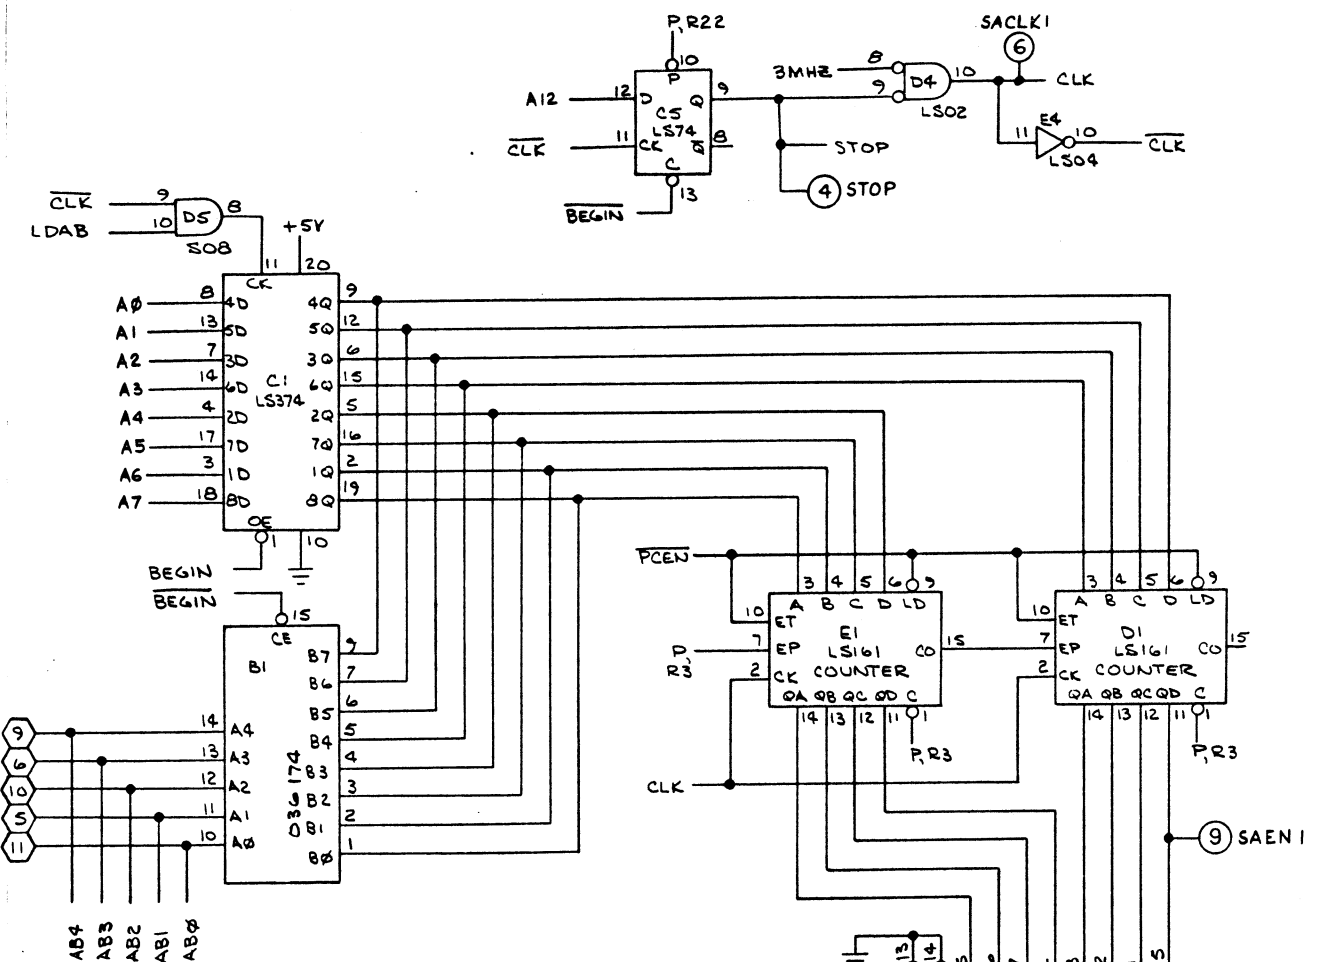 P,R22
SACLK1
6
10
P
3MHZ
8
9
D4
10
LS02
CLK
A12
12
D
Q
9
C5
LS74
CLK
11
CK
Q
8
C
13
BEGIN
STOP
4
STOP
E4
11
10
LS04
CLK
CLK
9
LDAB
10
D5
8
S08
+5V
11
20
CK
A0 8 4D 4Q 9
A1 13 5D 5Q 12
A2 7 3D 3Q 6
A3 14 6D 6Q 15
C1
LS374
A4 4 2D 2Q 5
A5 17 7D 7Q 16
A6 3 1D 1Q 2
A7 18 8D 8Q 19
OE
1
10
BEGIN
BEGIN
15
CE
B1
036174
B7 9
B6 7
B5 6
B4 5
B3 4
B2 3
B1 2
B0 1
9 14 A4
6 13 A3
10 12 A2
5 11 A1
11 10 A0
AB4
AB3
AB2
AB1
AB0
PCEN
3 4 5 6 9
A B C D LD
10 ET
7 EP
2 CK
P,
R3
E1
LS161
COUNTER
CO 15
QA QB QC QD C
14 13 12 11 1
P,R3
3 4 5 6 9
A B C D LD
10 ET
7 EP
2 CK
D1
LS161
COUNTER
CO 15
QA QB QC QD C
14 13 12 11 1
P,R3
CLK
9
SAEN1
13
14